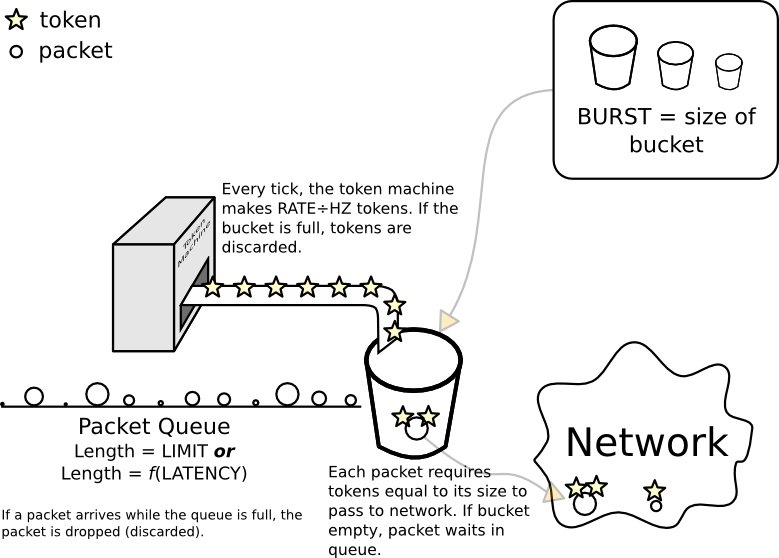 token
packet
BURST = size of
bucket
Every tick, the token machine
makes RATE÷HZ tokens. If the
bucket is full, tokens are
discarded.
Token
Machine
Packet Queue
Length = LIMIT or
Length = f(LATENCY)
If a packet arrives while the queue is full, the
packet is dropped (discarded).
Each packet requires
tokens equal to its size to
pass to network. If bucket
empty, packet waits in
queue.
Network